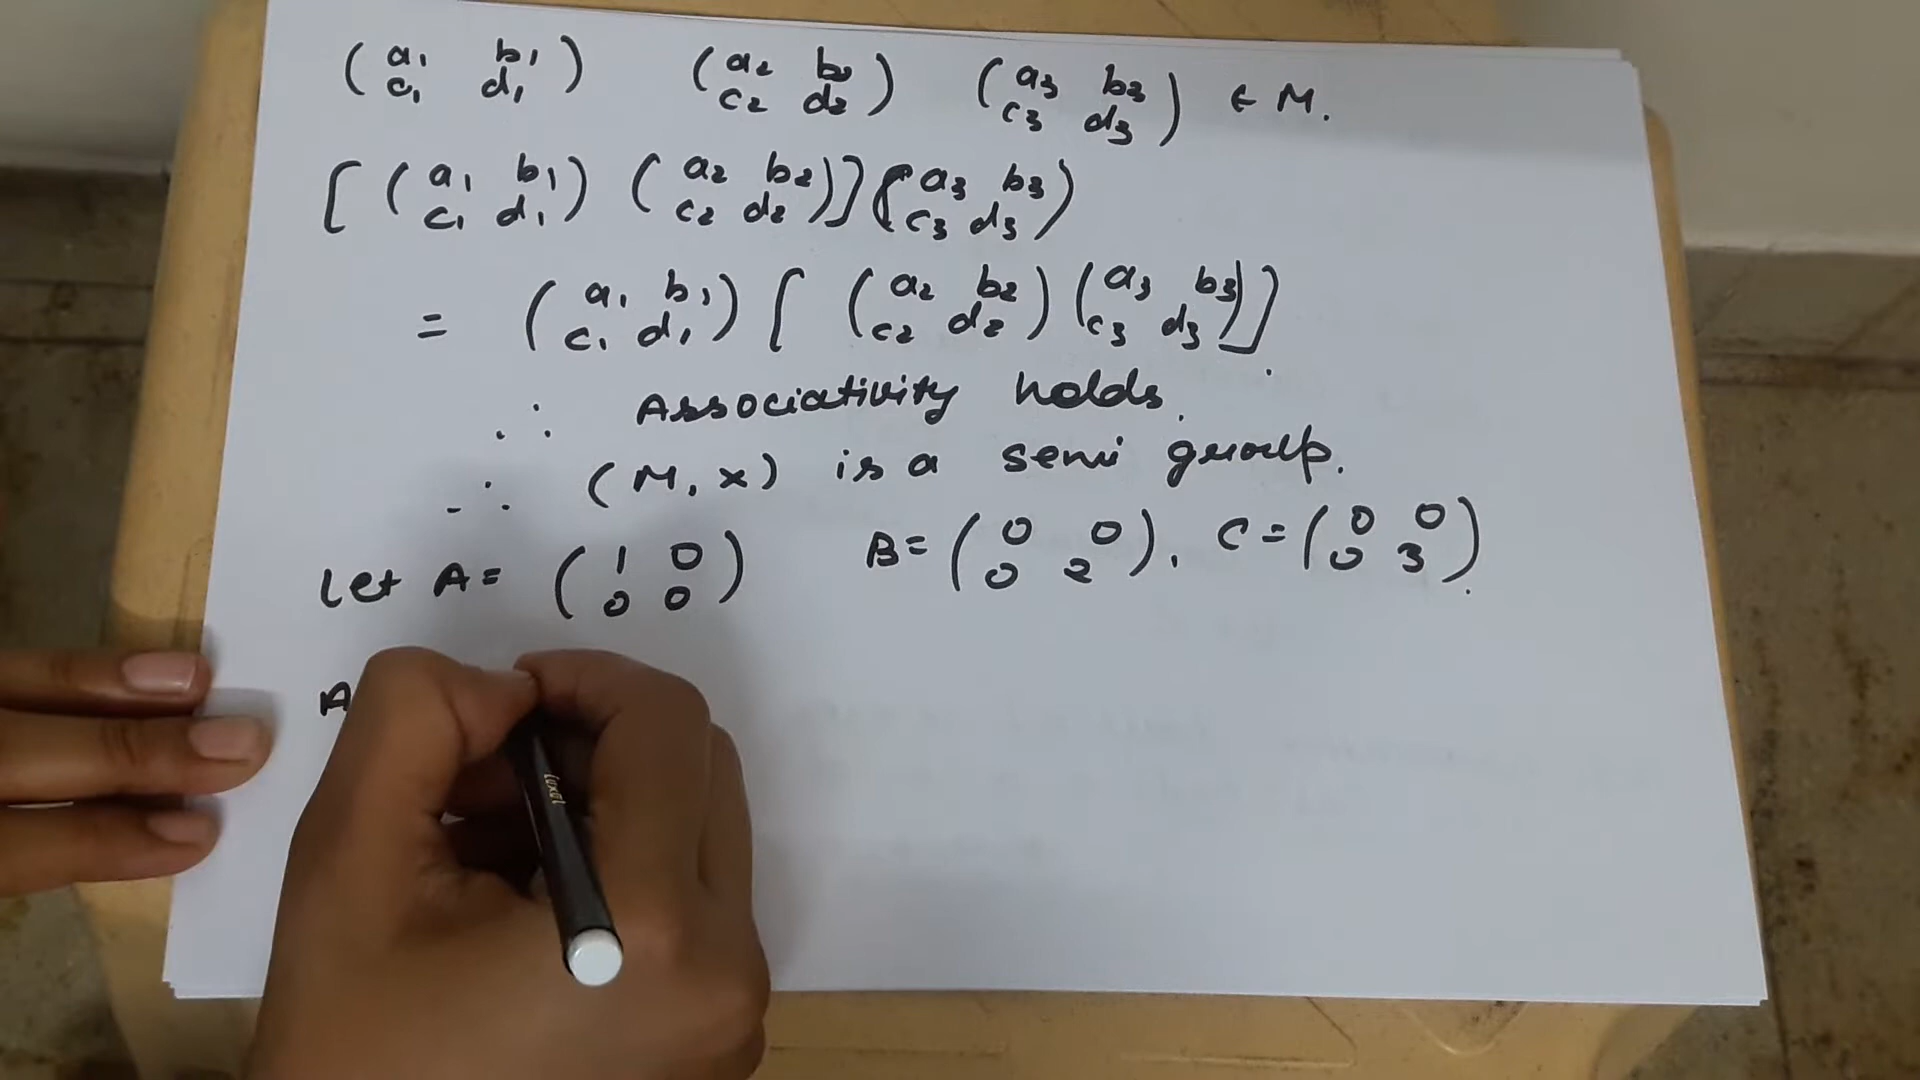 ( a1 b1 ) ( a2 b2 ) ( a3 b3 ) ∈ M.
c1 d1 c2 d2 c3 d3
[ ( a1 b1 ) ( a2 b2 ) ] ( a3 b3 )
c1 d1 c2 d2 c3 d3
= ( a1 b1 ) [ ( a2 b2 ) ( a3 b3 ) ]
c1 d1 c2 d2 c3 d3
∴ Associativity holds.
∴ (M, x) is a semi group.
Let A = ( 1 0 ) B = ( 0 0 ), C = ( 0 0 )
0 0 0 2 0 3
A
Luxor